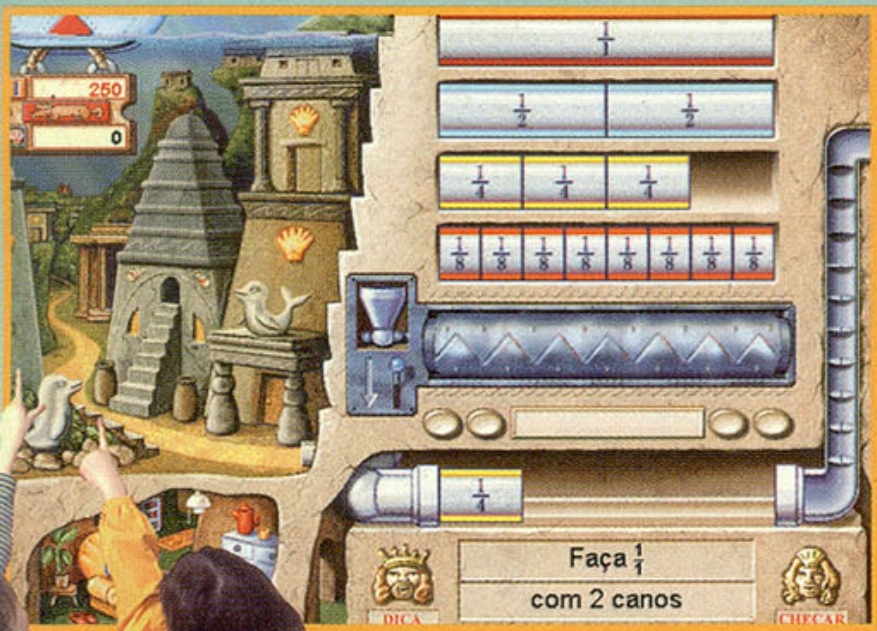 250
0
1/1
1/2 1/2
1/4 1/4 1/4
1/8 1/8 1/8 1/8 1/8 1/8 1/8 1/8
1/4
Faça 1/1
com 2 canos
DICA
CHECAR